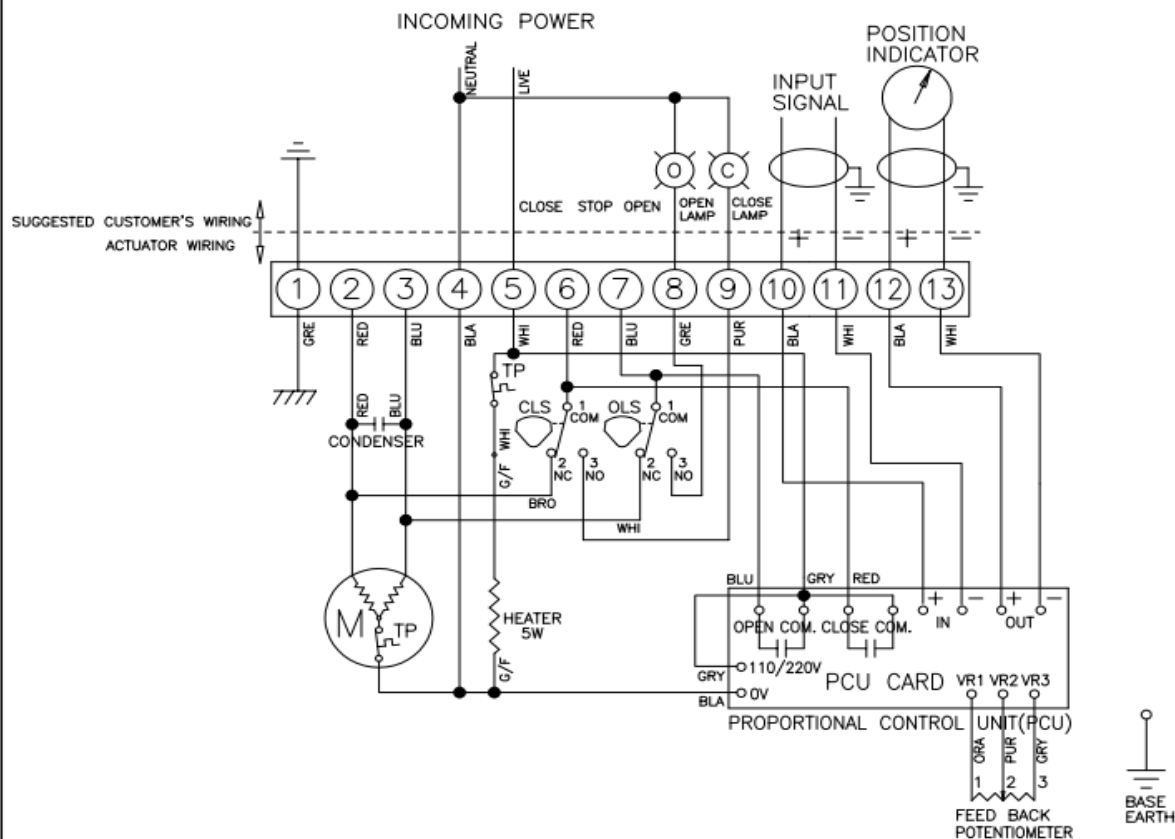 INCOMING POWER
NEUTRAL
LIVE
INPUT
SIGNAL
POSITION
INDICATOR
O
C
CLOSE STOP OPEN
OPEN
LAMP
CLOSE
LAMP
SUGGESTED CUSTOMER'S WIRING
ACTUATOR WIRING
+ − + −
1 2 3 4 5 6 7 8 9 10 11 12 13
GRE RED BLU BLA WHI RED BLU GRE PUR BLA WHI BLA WHI
RED BLU
CONDENSER
TP
WHI
G/F
CLS
1
COM
2
NC
3
NO
OLS
1
COM
2
NC
3
NO
BRO
WHI
M
TP
HEATER
5W
G/F
BLU GRY RED
+ − + −
OPEN COM. CLOSE COM. IN OUT
GRY
110/220V
BLA
0V
PCU CARD
VR1 VR2 VR3
PROPORTIONAL CONTROL UNIT(PCU)
ORA PUR GRY
1 2 3
FEED BACK
POTENTIOMETER
BASE
EARTH